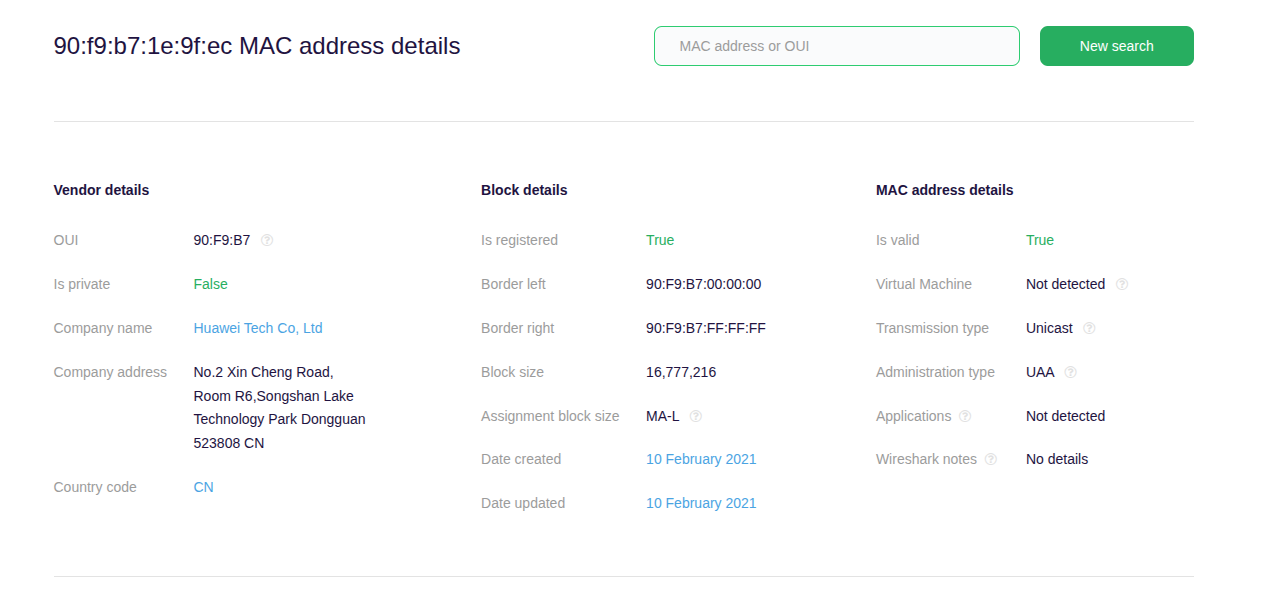 90:f9:b7:1e:9f:ec MAC address details
MAC address or OUI
New search
Vendor details
OUI 90:F9:B7 ?
Is private False
Company name Huawei Tech Co, Ltd
Company address No.2 Xin Cheng Road,
Room R6,Songshan Lake
Technology Park Dongguan
523808 CN
Country code CN
Block details
Is registered True
Border left 90:F9:B7:00:00:00
Border right 90:F9:B7:FF:FF:FF
Block size 16,777,216
Assignment block size MA-L ?
Date created 10 February 2021
Date updated 10 February 2021
MAC address details
Is valid True
Virtual Machine Not detected ?
Transmission type Unicast ?
Administration type UAA ?
Applications ? Not detected
Wireshark notes ? No details